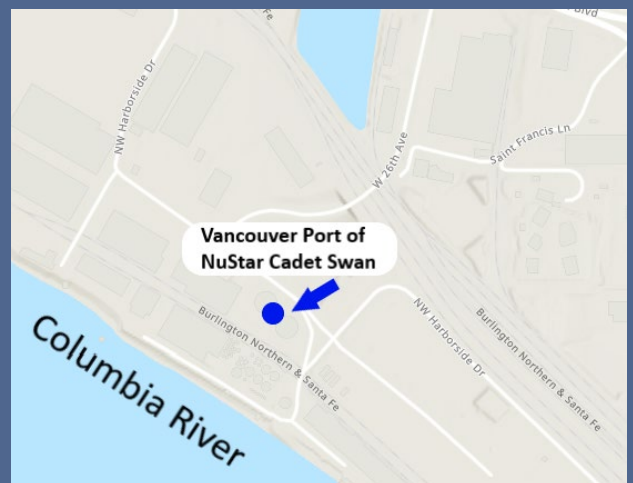 Blvd
NW Harborside Dr
W 26th Ave
Saint Francis Ln
Vancouver Port of
NuStar Cadet Swan
Burlington Northern & Santa Fe
NW Harborside Dr
Burlington Northern & Santa Fe
Columbia River